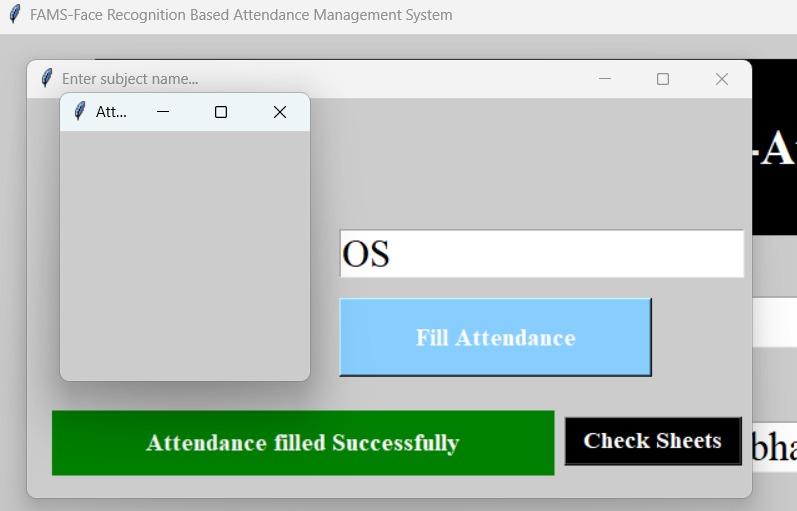 FAMS-Face Recognition Based Attendance Management System
Enter subject name...
Att...
-A
OS
Fill Attendance
Attendance filled Successfully
Check Sheets
bha